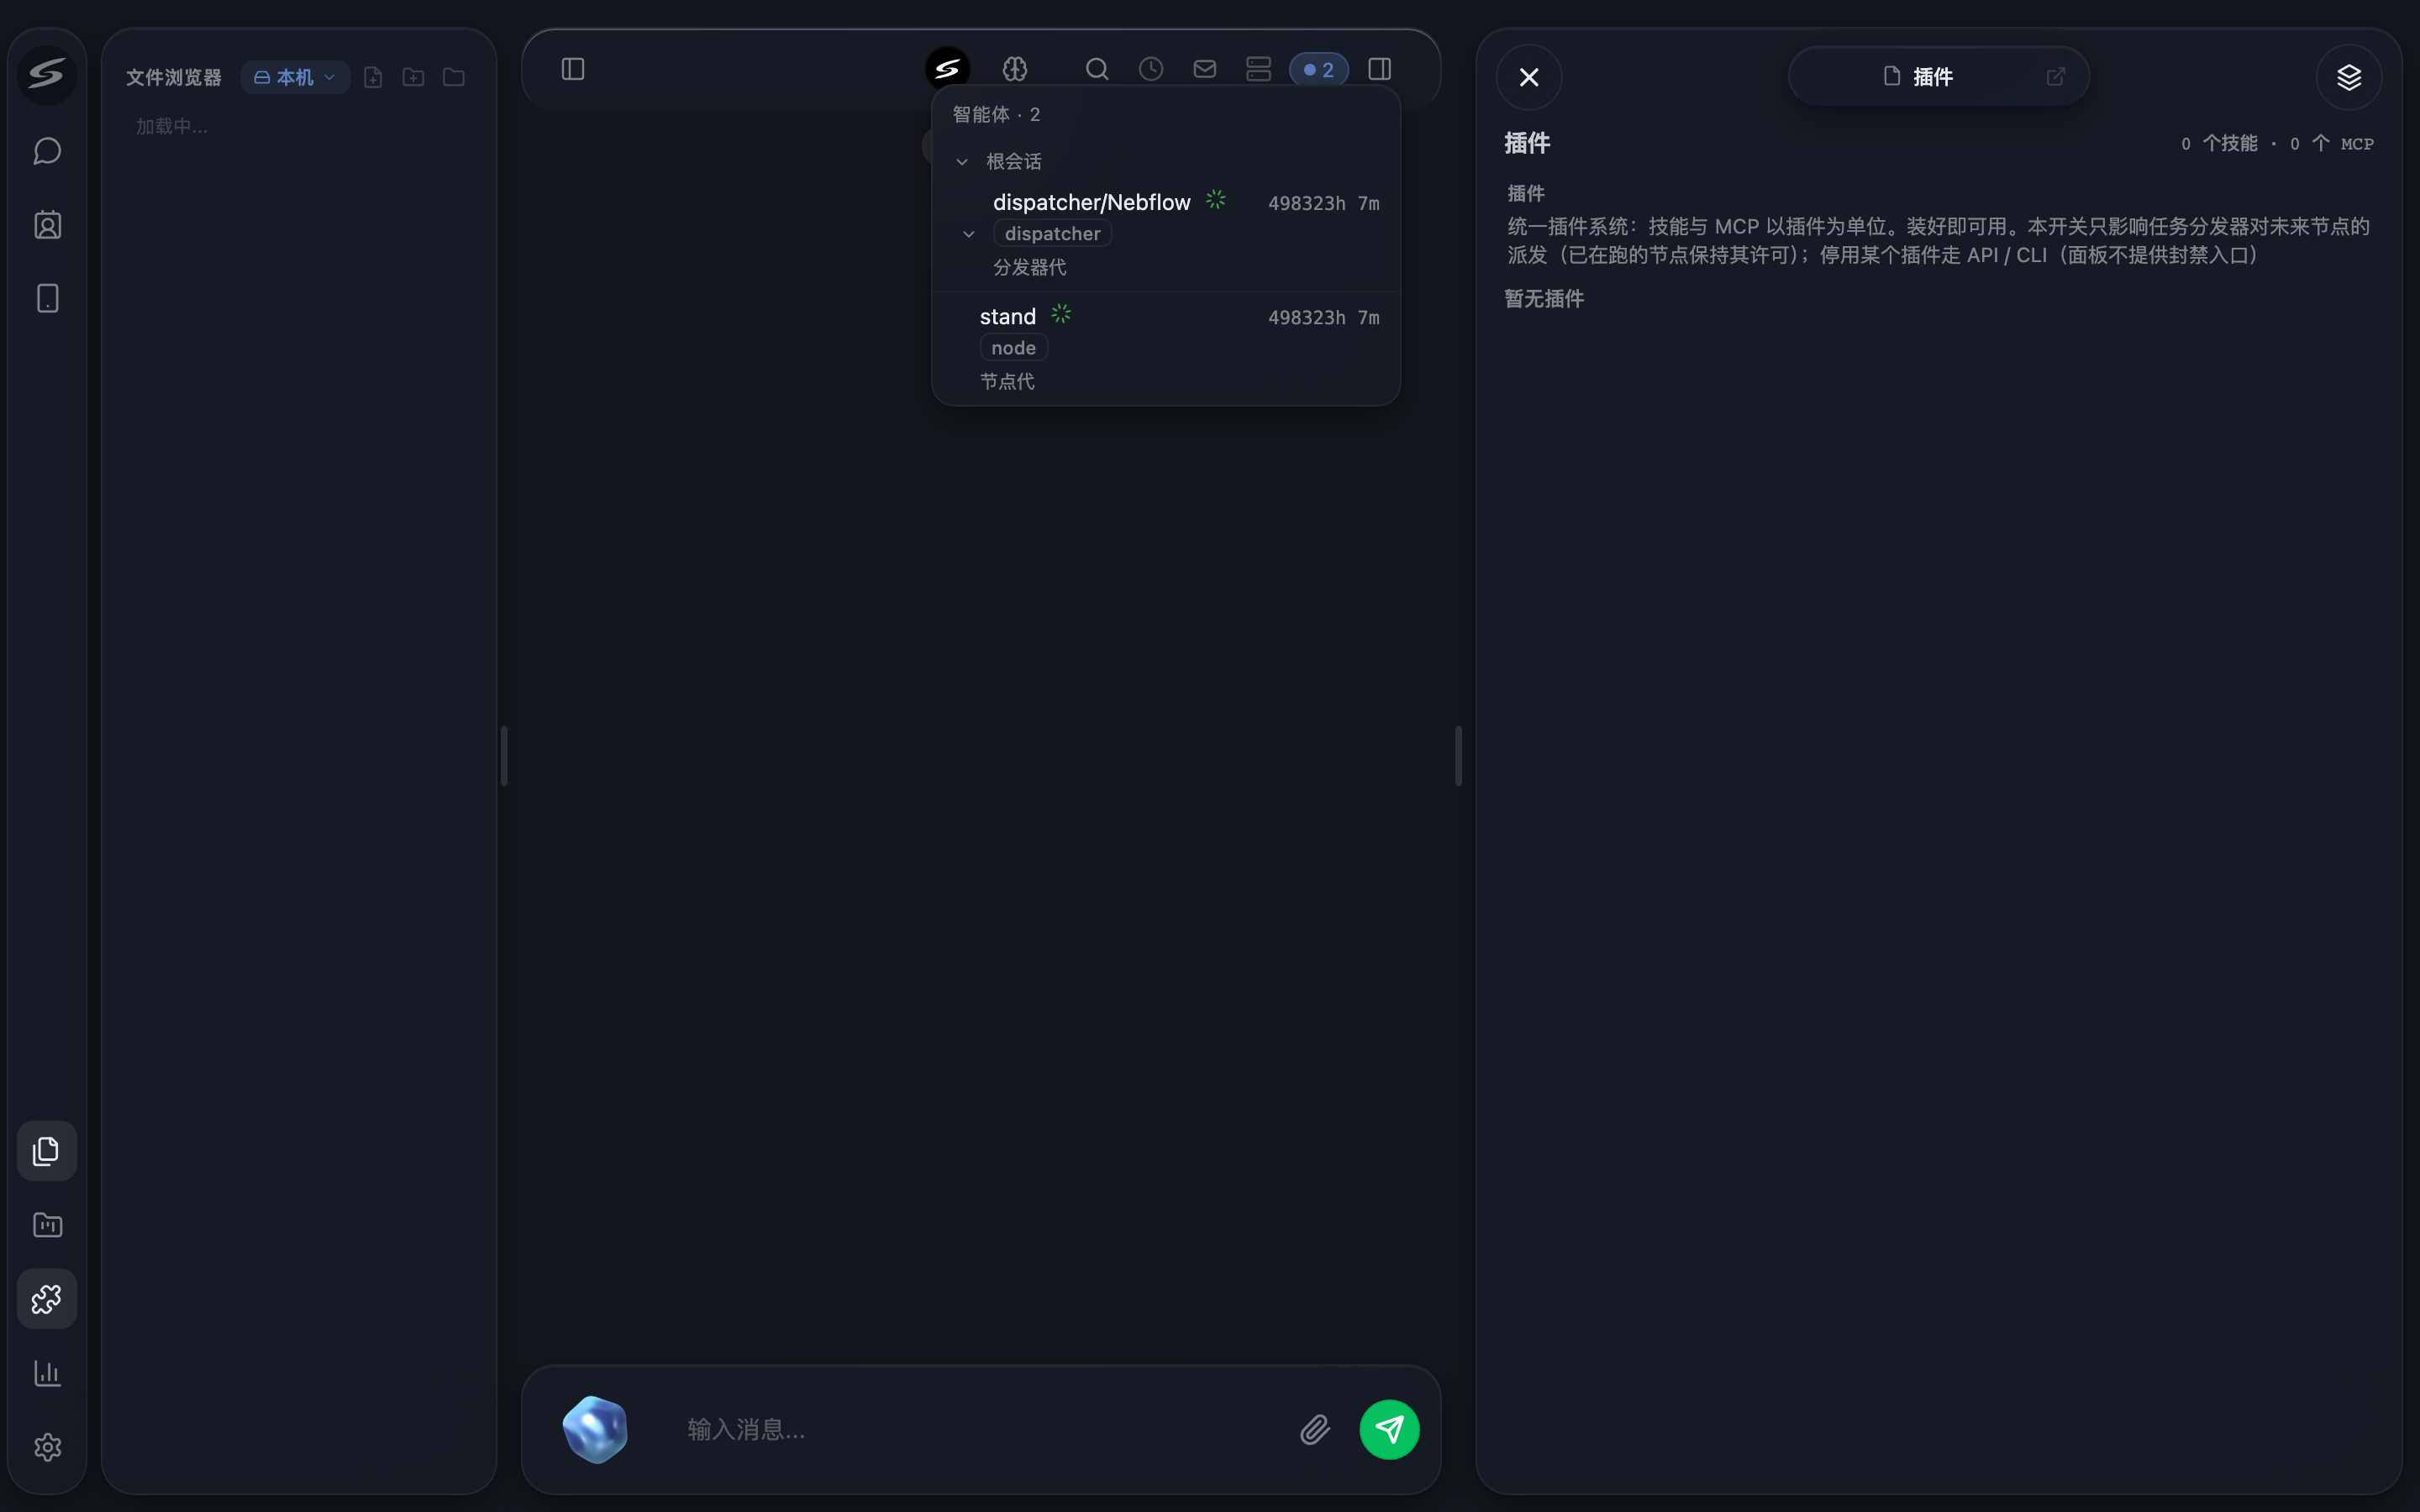 文件浏览器
本机
加载中...
2
智能体 · 2
根会话
dispatcher/Nebflow
498323h 7m
dispatcher
分发器代
stand
498323h 7m
node
节点代
输入消息...
插件
插件
0 个技能 · 0 个 MCP
插件
统一插件系统：技能与 MCP 以插件为单位。装好即可用。本开关只影响任务分发器对未来节点的
派发（已在跑的节点保持其许可）；停用某个插件走 API / CLI（面板不提供封禁入口）
暂无插件